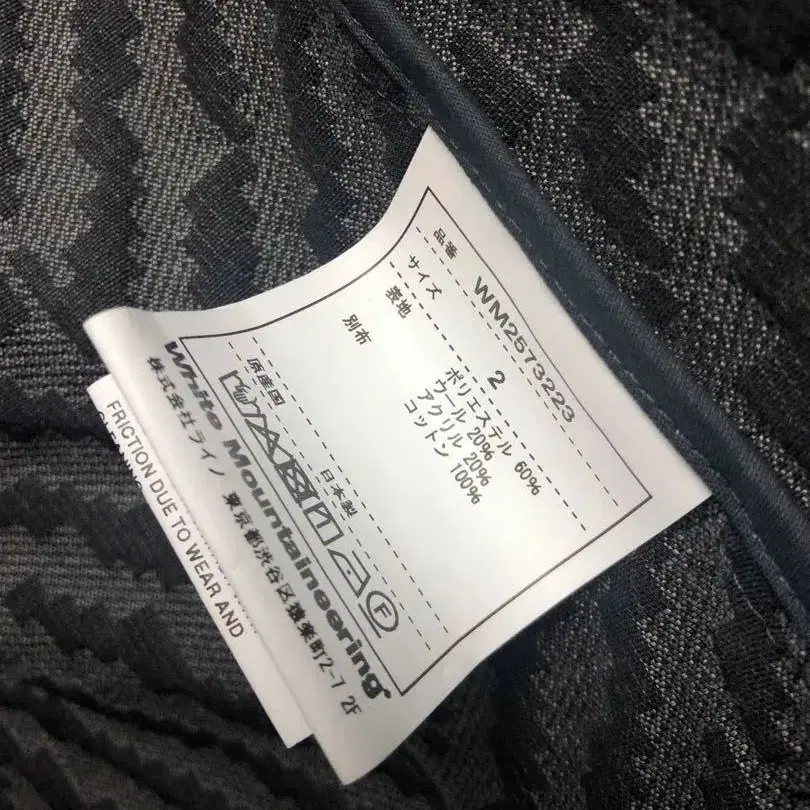 品番 WM2573223
サイズ 2
表地 ポリエステル 60%
ウール 20%
アクリル 20%
別布 コットン 100%
原産国 日本製
F
White Mountaineering®
株式会社ライノ 東京都渋谷区猿楽町2-7 2F
FRICTION DUE TO WEAR AND